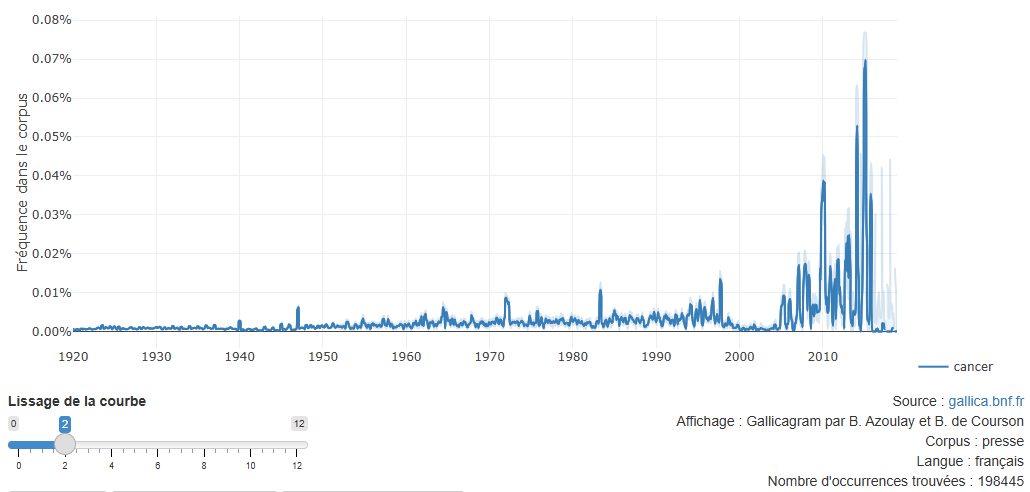 0.08%
0.07%
0.06%
0.05%
0.04%
0.03%
0.02%
0.01%
0.00%
Fréquence dans le corpus
1920 1930 1940 1950 1960 1970 1980 1990 2000 2010
cancer
Lissage de la courbe
0 2 12
0 2 4 6 8 10 12
Source : gallica.bnf.fr
Affichage : Gallicagram par B. Azoulay et B. de Courson
Corpus : presse
Langue : français
Nombre d'occurrences trouvées : 198445